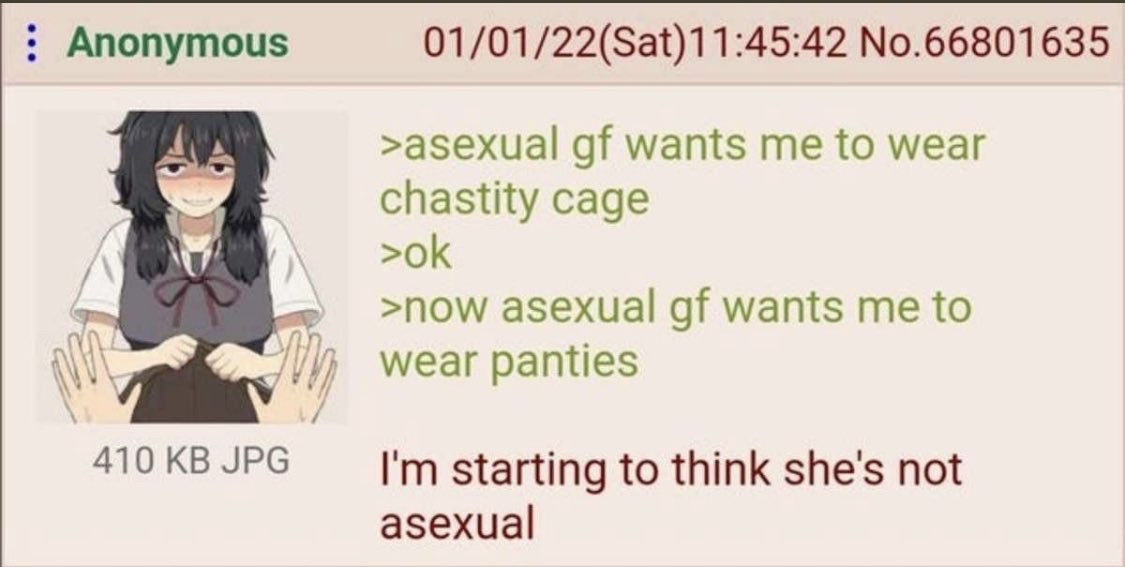 Anonymous 01/01/22(Sat)11:45:42 No.66801635
>asexual gf wants me to wear
chastity cage
>ok
>now asexual gf wants me to
wear panties
410 KB JPG
I'm starting to think she's not
asexual